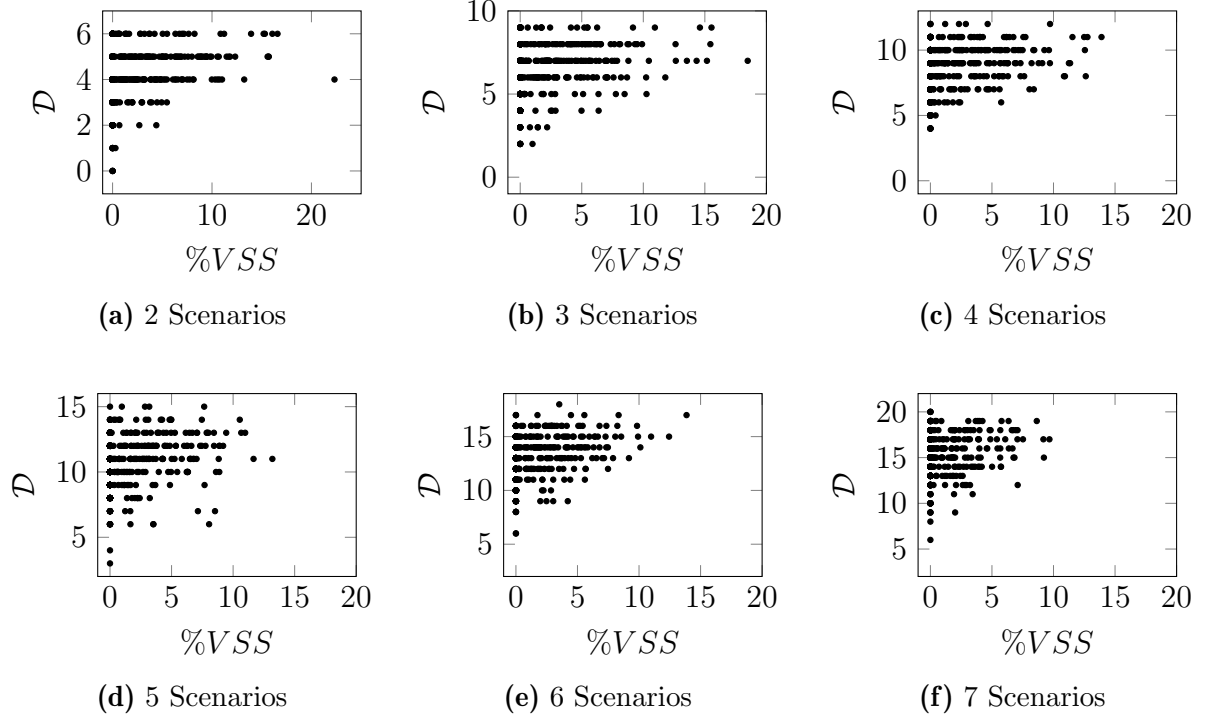 6
4
2
0
𝒟
0 10 20
%VSS
(a) 2 Scenarios
10
5
0
𝒟
0 5 10 15 20
%VSS
(b) 3 Scenarios
10
5
0
𝒟
0 5 10 15 20
%VSS
(c) 4 Scenarios
15
10
5
𝒟
0 5 10 15 20
%VSS
(d) 5 Scenarios
15
10
5
𝒟
0 5 10 15 20
%VSS
(e) 6 Scenarios
20
15
10
5
𝒟
0 5 10 15 20
%VSS
(f) 7 Scenarios